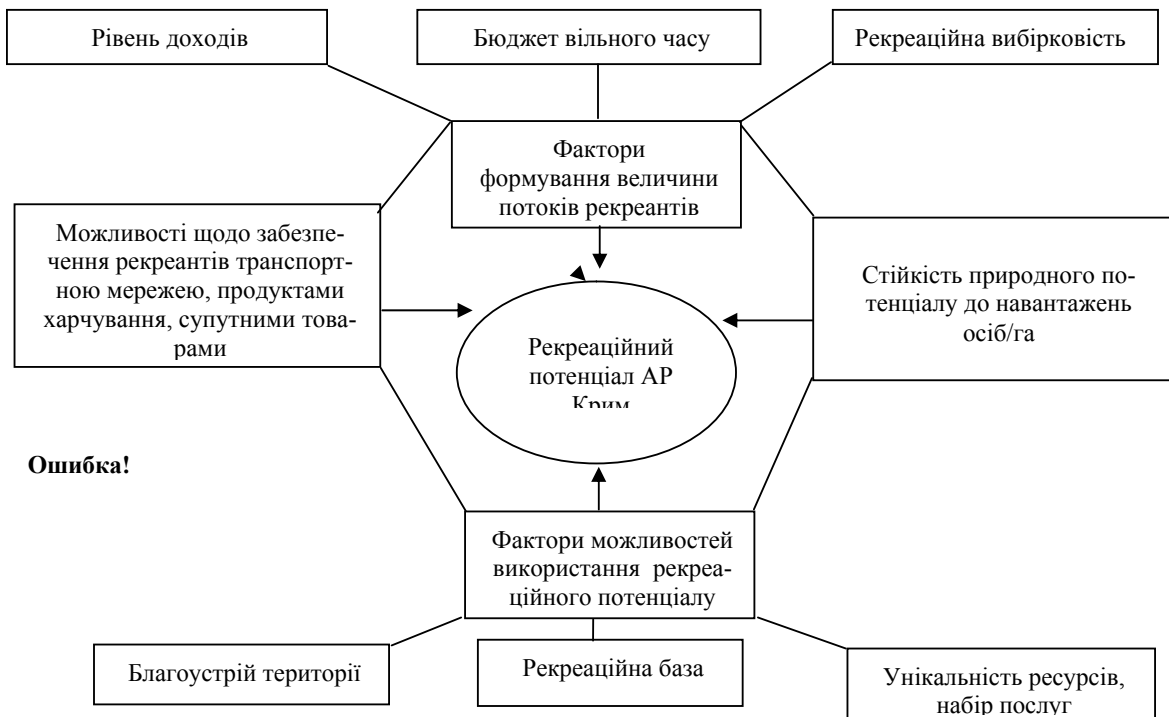 Рівень доходів
Бюджет вільного часу
Рекреаційна вибірковість
Фактори
формування величини
потоків рекреантів
Можливості щодо забезпе-
чення рекреантів транспорт-
ною мережею, продуктами
харчування, супутними това-
рами
Стійкість природного по-
тенціалу до навантажень
осіб/га
Рекреаційний
потенціал АР
Крим
Ошибка!
Фактори можливостей
використання рекреа-
ційного потенціалу
Благоустрій території
Рекреаційна база
Унікальність ресурсів,
набір послуг